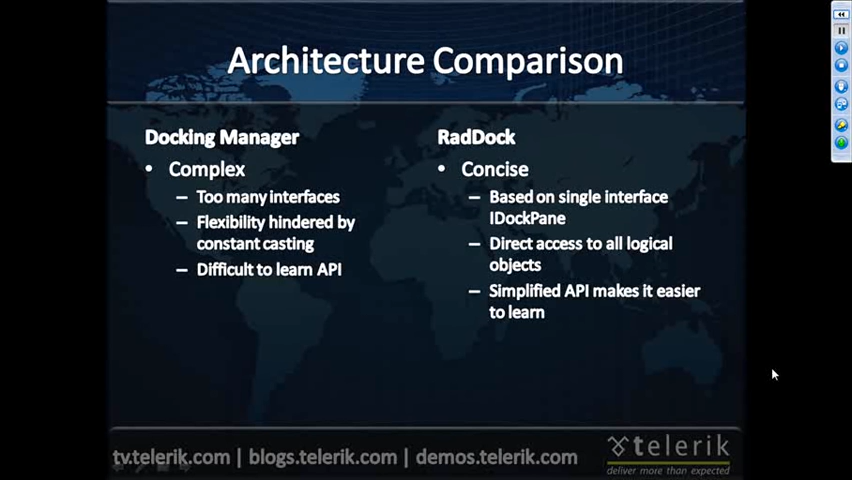 Architecture Comparison
Docking Manager
• Complex
– Too many interfaces
– Flexibility hindered by
constant casting
– Difficult to learn API
RadDock
• Concise
– Based on single interface
IDockPane
– Direct access to all logical
objects
– Simplified API makes it easier
to learn
tv.telerik.com | blogs.telerik.com | demos.telerik.com
telerik
deliver more than expected